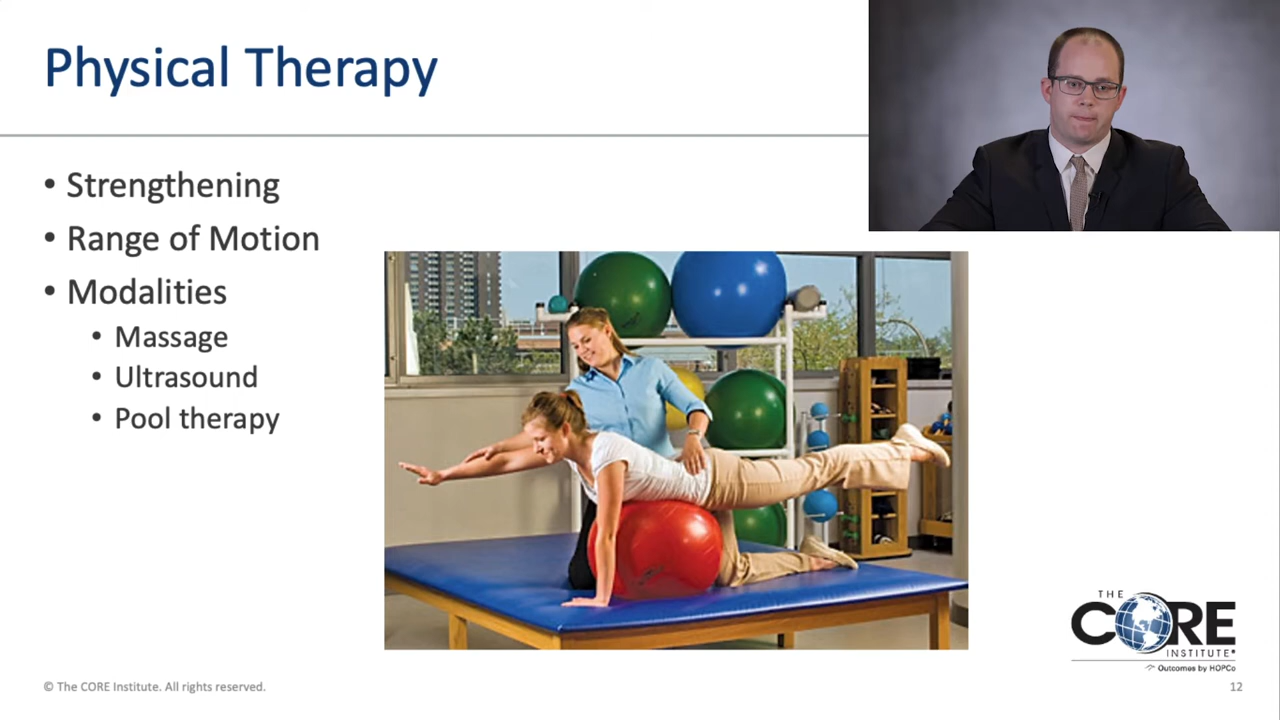 Physical Therapy
• Strengthening
• Range of Motion
• Modalities
• Massage
• Ultrasound
• Pool therapy
THE
CORE
INSTITUTE®
Outcomes by HOPCo
© The CORE Institute. All rights reserved.
12